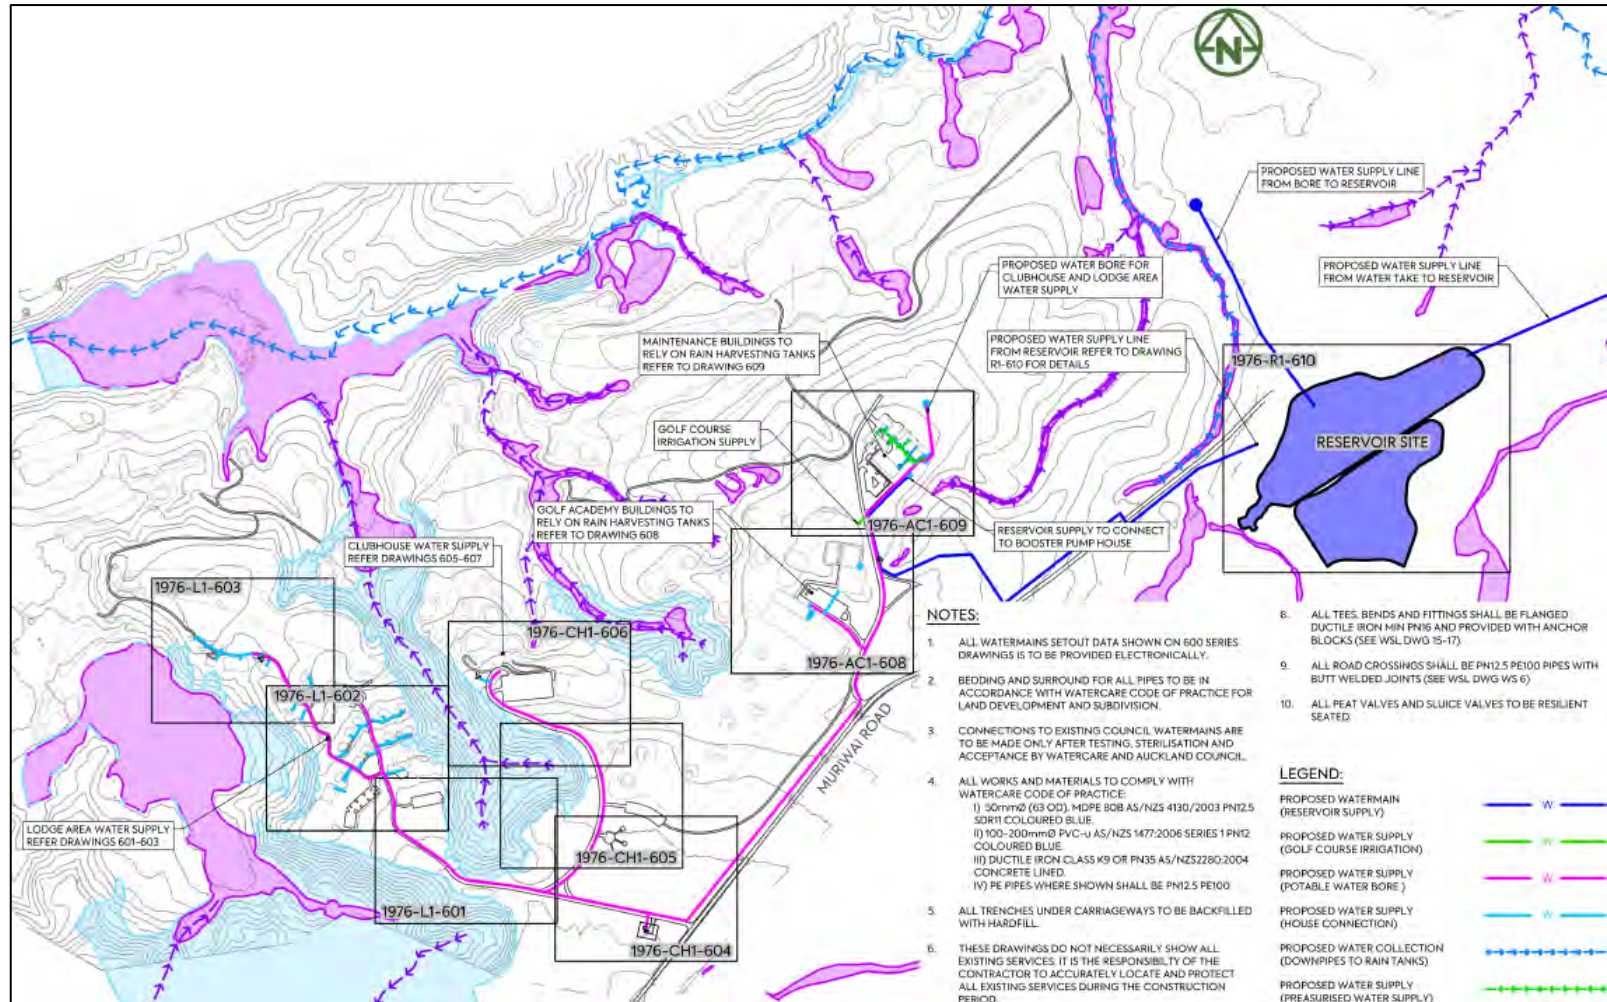 N
PROPOSED WATER SUPPLY LINE
FROM BORE TO RESERVOIR
PROPOSED WATER BORE FOR
CLUBHOUSE AND LODGE AREA
WATER SUPPLY
PROPOSED WATER SUPPLY LINE
FROM WATER TAKE TO RESERVOIR
MAINTENANCE BUILDINGS TO
RELY ON RAIN HARVESTING TANKS
REFER TO DRAWING 609
PROPOSED WATER SUPPLY LINE
FROM RESERVOIR REFER TO DRAWING
R1-610 FOR DETAILS
1976-R1-610
RESERVOIR SITE
GOLF COURSE
IRRIGATION SUPPLY
GOLF ACADEMY BUILDINGS TO
RELY ON RAIN HARVESTING TANKS
REFER TO DRAWING 608
1976-AC1-609
RESERVOIR SUPPLY TO CONNECT
TO BOOSTER PUMP HOUSE
CLUBHOUSE WATER SUPPLY
REFER DRAWINGS 605-607
1976-L1-603
1976-CH1-606
1976-AC1-608
1976-L1-602
MURIWAI ROAD
LODGE AREA WATER SUPPLY
REFER DRAWINGS 601-603
1976-CH1-605
1976-L1-601
1976-CH1-604
NOTES:
1. ALL WATERMAINS SETOUT DATA SHOWN ON 600 SERIES
DRAWINGS IS TO BE PROVIDED ELECTRONICALLY.
2. BEDDING AND SURROUND FOR ALL PIPES TO BE IN
ACCORDANCE WITH WATERCARE CODE OF PRACTICE FOR
LAND DEVELOPMENT AND SUBDIVISION.
3. CONNECTIONS TO EXISTING COUNCIL WATERMAINS ARE
TO BE MADE ONLY AFTER TESTING, STERILISATION AND
ACCEPTANCE BY WATERCARE AND AUCKLAND COUNCIL.
4. ALL WORKS AND MATERIALS TO COMPLY WITH
WATERCARE CODE OF PRACTICE:
I) 50mmØ (63 OD), MDPE 80B AS/NZS 4130/2003 PN12.5
SDR11 COLOURED BLUE.
II) 100-200mmØ PVC-u AS/NZS 1477:2006 SERIES 1 PN12
COLOURED BLUE.
III) DUCTILE IRON CLASS K9 OR PN35 AS/NZS2280:2004
CONCRETE LINED.
IV) PE PIPES WHERE SHOWN SHALL BE PN12.5 PE100
5. ALL TRENCHES UNDER CARRIAGEWAYS TO BE BACKFILLED
WITH HARDFILL.
6. THESE DRAWINGS DO NOT NECESSARILY SHOW ALL
EXISTING SERVICES. IT IS THE RESPONSIBILTY OF THE
CONTRACTOR TO ACCURATELY LOCATE AND PROTECT
ALL EXISTING SERVICES DURING THE CONSTRUCTION
PERIOD.
8. ALL TEES, BENDS AND FITTINGS SHALL BE FLANGED
DUCTILE IRON MIN PN16 AND PROVIDED WITH ANCHOR
BLOCKS (SEE WSL DWG 15-17).
9. ALL ROAD CROSSINGS SHALL BE PN12.5 PE100 PIPES WITH
BUTT WELDED JOINTS (SEE WSL DWG WS 6)
10. ALL PEAT VALVES AND SLUICE VALVES TO BE RESILIENT
SEATED.
LEGEND:
PROPOSED WATERMAIN
(RESERVOIR SUPPLY)
W
PROPOSED WATER SUPPLY
(GOLF COURSE IRRIGATION)
W
PROPOSED WATER SUPPLY
(POTABLE WATER BORE )
W
PROPOSED WATER SUPPLY
(HOUSE CONNECTION)
W
PROPOSED WATER COLLECTION
(DOWNPIPES TO RAIN TANKS)
PROPOSED WATER SUPPLY
(PREASURISED WATER SUPPLY)